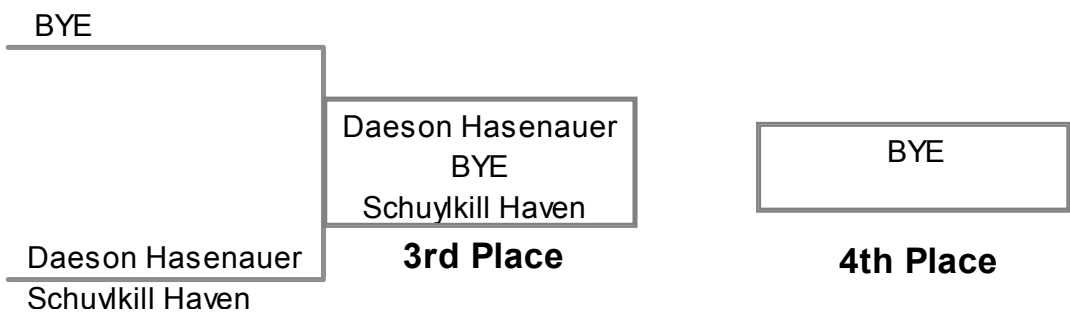 BYE
Daeson Hasenauer
BYE
Schuylkill Haven
3rd Place
BYE
4th Place
Daeson Hasenauer
Schuylkill Haven